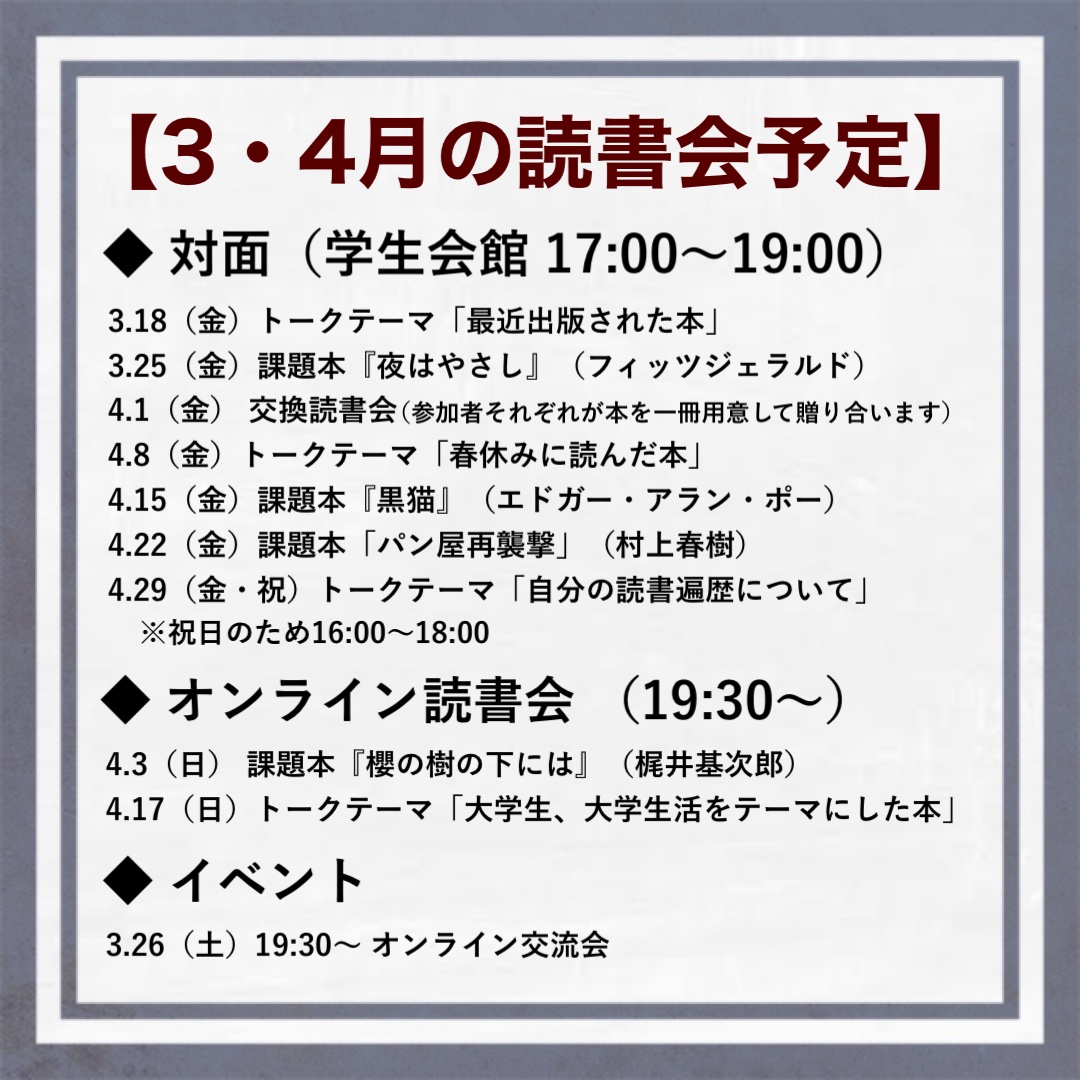 【3・4月の読書会予定】
◆ 対面（学生会館 17:00～19:00）
3.18（金）トークテーマ「最近出版された本」
3.25（金）課題本『夜はやさし』（フィッツジェラルド）
4.1（金） 交換読書会（参加者それぞれが本を一冊用意して贈り合います）
4.8（金）トークテーマ「春休みに読んだ本」
4.15（金）課題本『黒猫』（エドガー・アラン・ポー）
4.22（金）課題本「パン屋再襲撃」（村上春樹）
4.29（金・祝）トークテーマ「自分の読書遍歴について」
※祝日のため16:00～18:00
◆ オンライン読書会 （19:30～）
4.3（日） 課題本『櫻の樹の下には』（梶井基次郎）
4.17（日）トークテーマ「大学生、大学生活をテーマにした本」
◆ イベント
3.26（土）19:30～ オンライン交流会